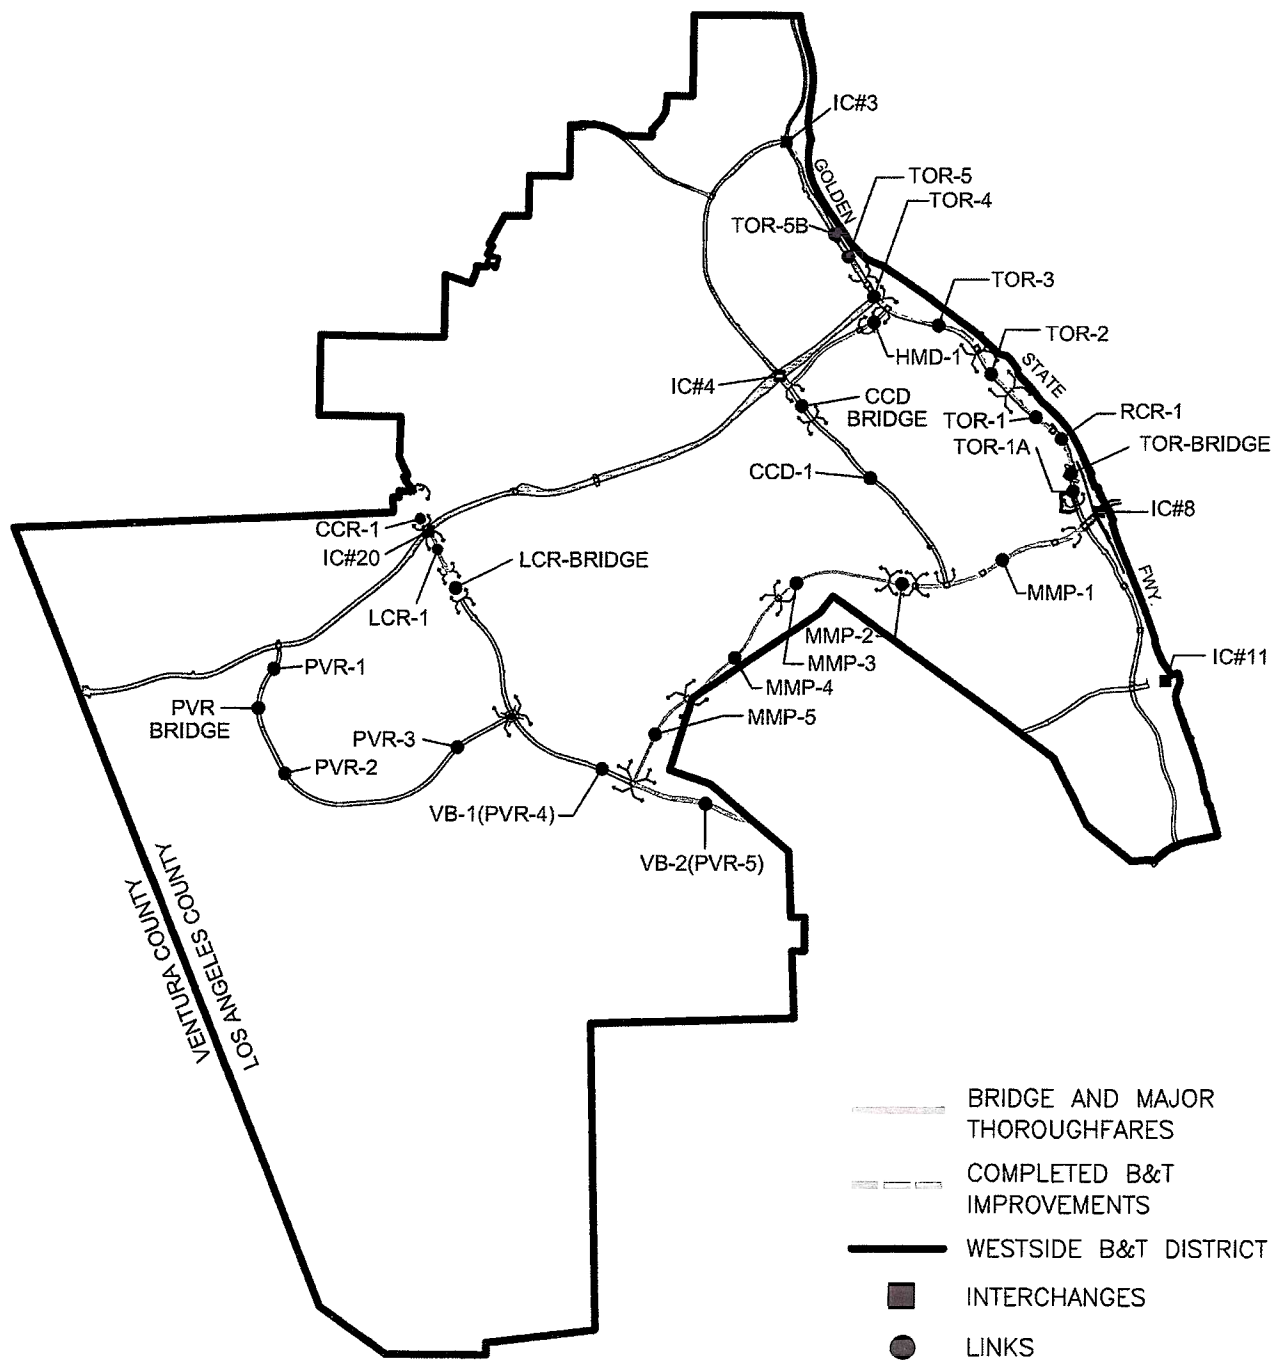 IC#3
GOLDEN
TOR-5
TOR-4
TOR-5B
TOR-3
TOR-2
HMD-1
STATE
IC#4
CCD
BRIDGE
TOR-1
RCR-1
TOR-1A
TOR-BRIDGE
CCD-1
IC#8
CCR-1
IC#20
LCR-BRIDGE
FWY.
MMP-1
LCR-1
MMP-2
MMP-3
IC#11
PVR-1
MMP-4
PVR
BRIDGE
MMP-5
PVR-3
PVR-2
VB-1(PVR-4)
VB-2(PVR-5)
VENTURA COUNTY
LOS ANGELES COUNTY
BRIDGE AND MAJOR
THOROUGHFARES
COMPLETED B&T
IMPROVEMENTS
WESTSIDE B&T DISTRICT
INTERCHANGES
LINKS